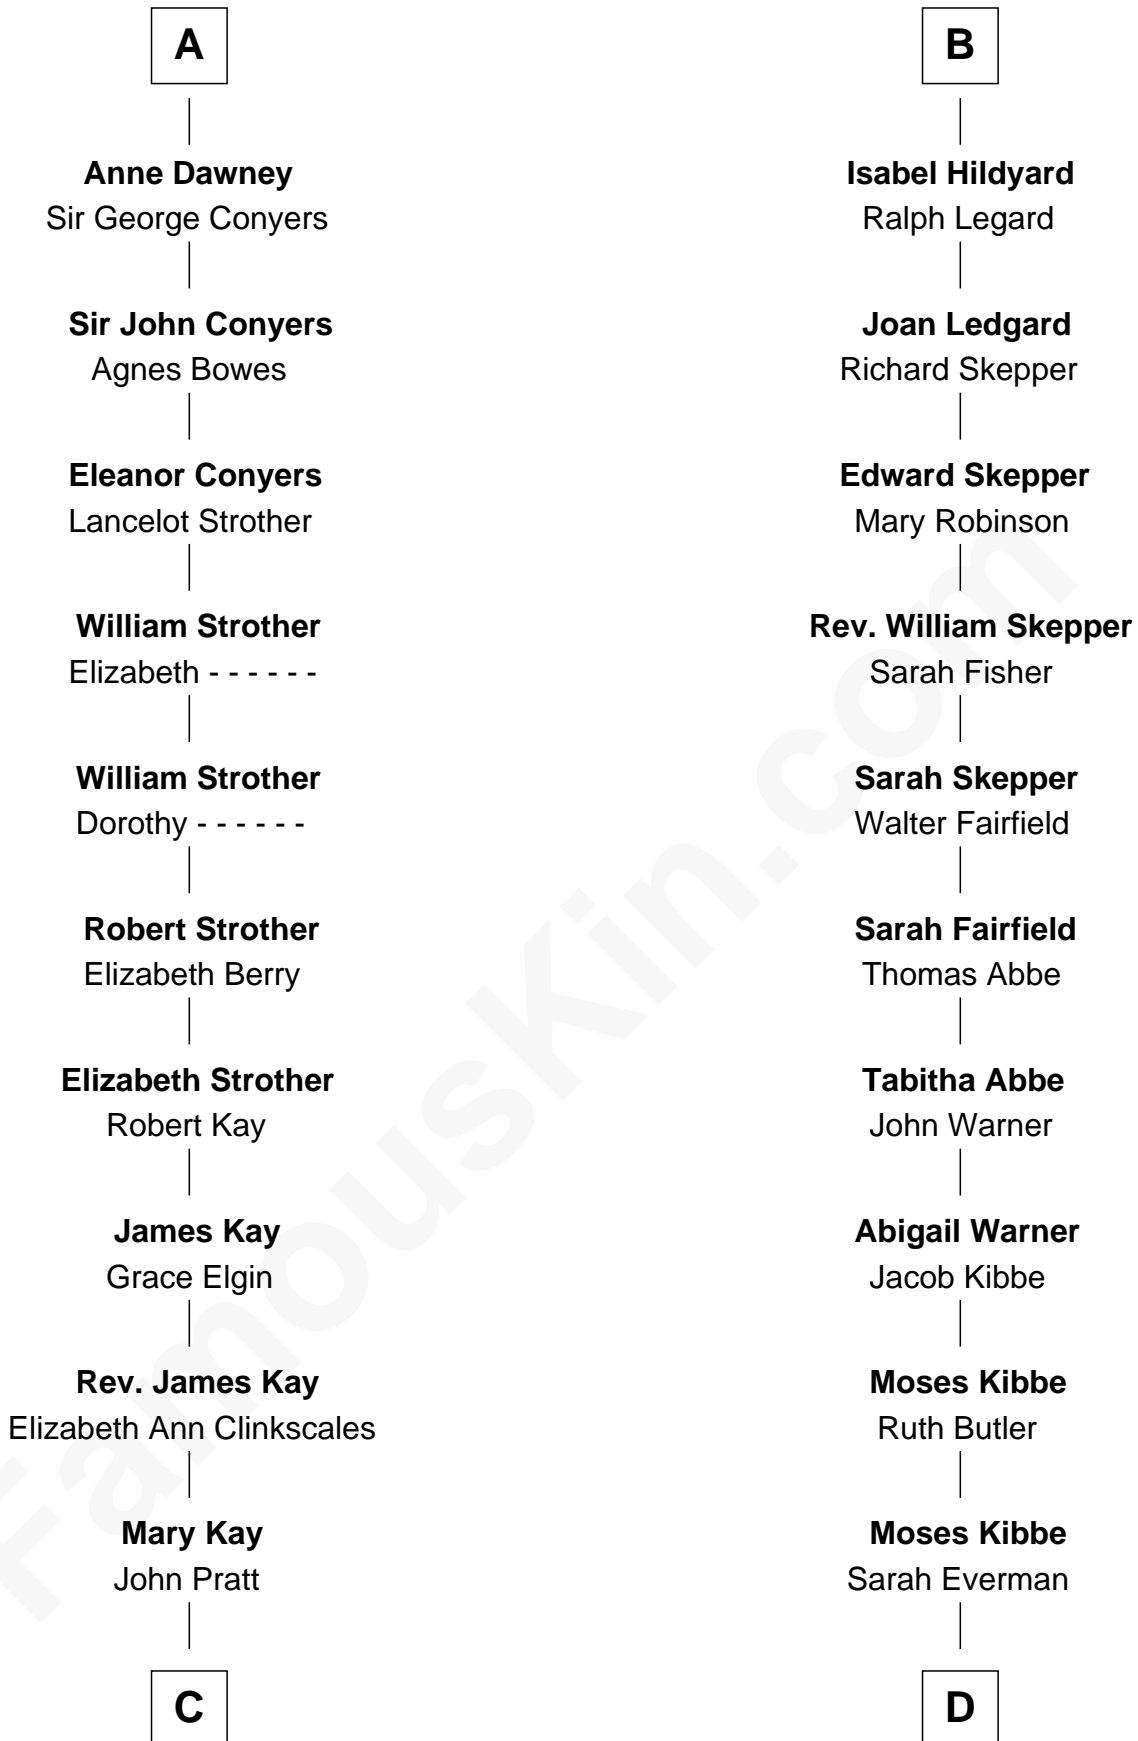 A
Anne Dawney
Sir George Conyers
Sir John Conyers
Agnes Bowes
Eleanor Conyers
Lancelot Strother
William Strother
Elizabeth - - - - - -
William Strother
Dorothy - - - - - -
Robert Strother
Elizabeth Berry
Elizabeth Strother
Robert Kay
James Kay
Grace Elgin
Rev. James Kay
Elizabeth Ann Clinkscales
Mary Kay
John Pratt
C
B
Isabel Hildyard
Ralph Legard
Joan Ledgard
Richard Skepper
Edward Skepper
Mary Robinson
Rev. William Skepper
Sarah Fisher
Sarah Skepper
Walter Fairfield
Sarah Fairfield
Thomas Abbe
Tabitha Abbe
John Warner
Abigail Warner
Jacob Kibbe
Moses Kibbe
Ruth Butler
Moses Kibbe
Sarah Everman
D
FamousKin.com